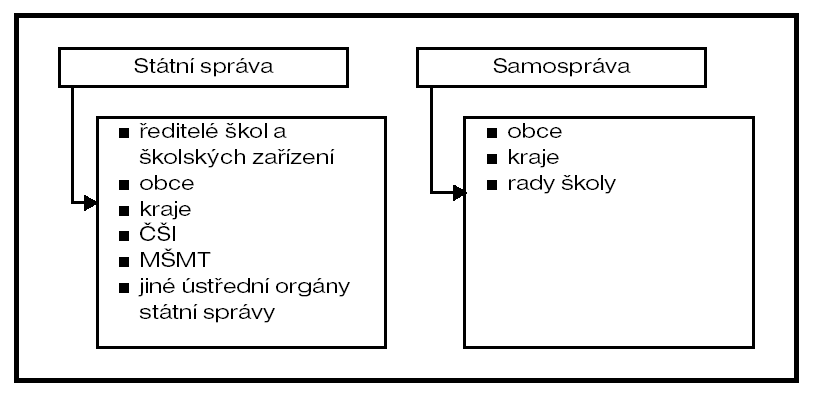 Státní správa
■ ředitelé škol a
školských zařízení
■ obce
■ kraje
■ ČŠI
■ MŠMT
■ jiné ústřední orgány
státní správy
Samospráva
■ obce
■ kraje
■ rady školy